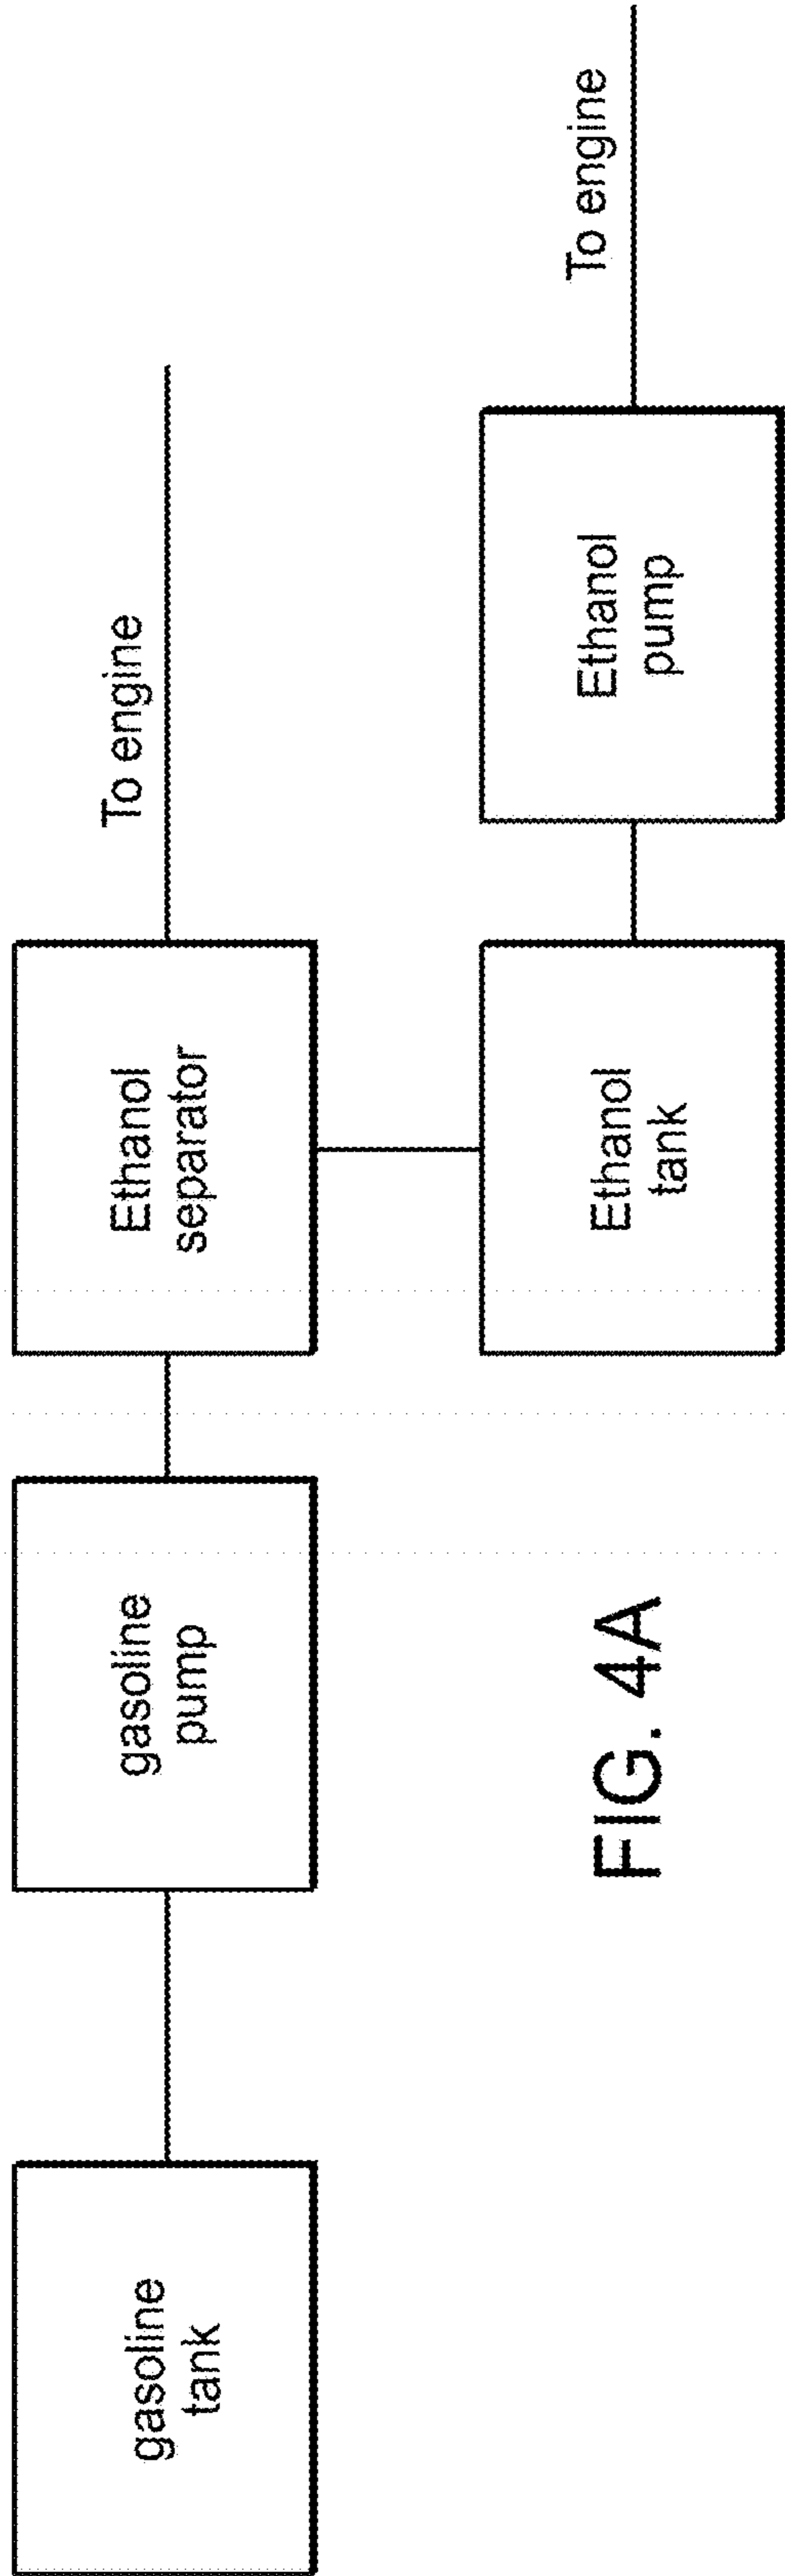 gasoline
tank
gasoline
pump
Ethanol
separator
To engine
Ethanol
tank
Ethanol
pump
To engine
FIG. 4A